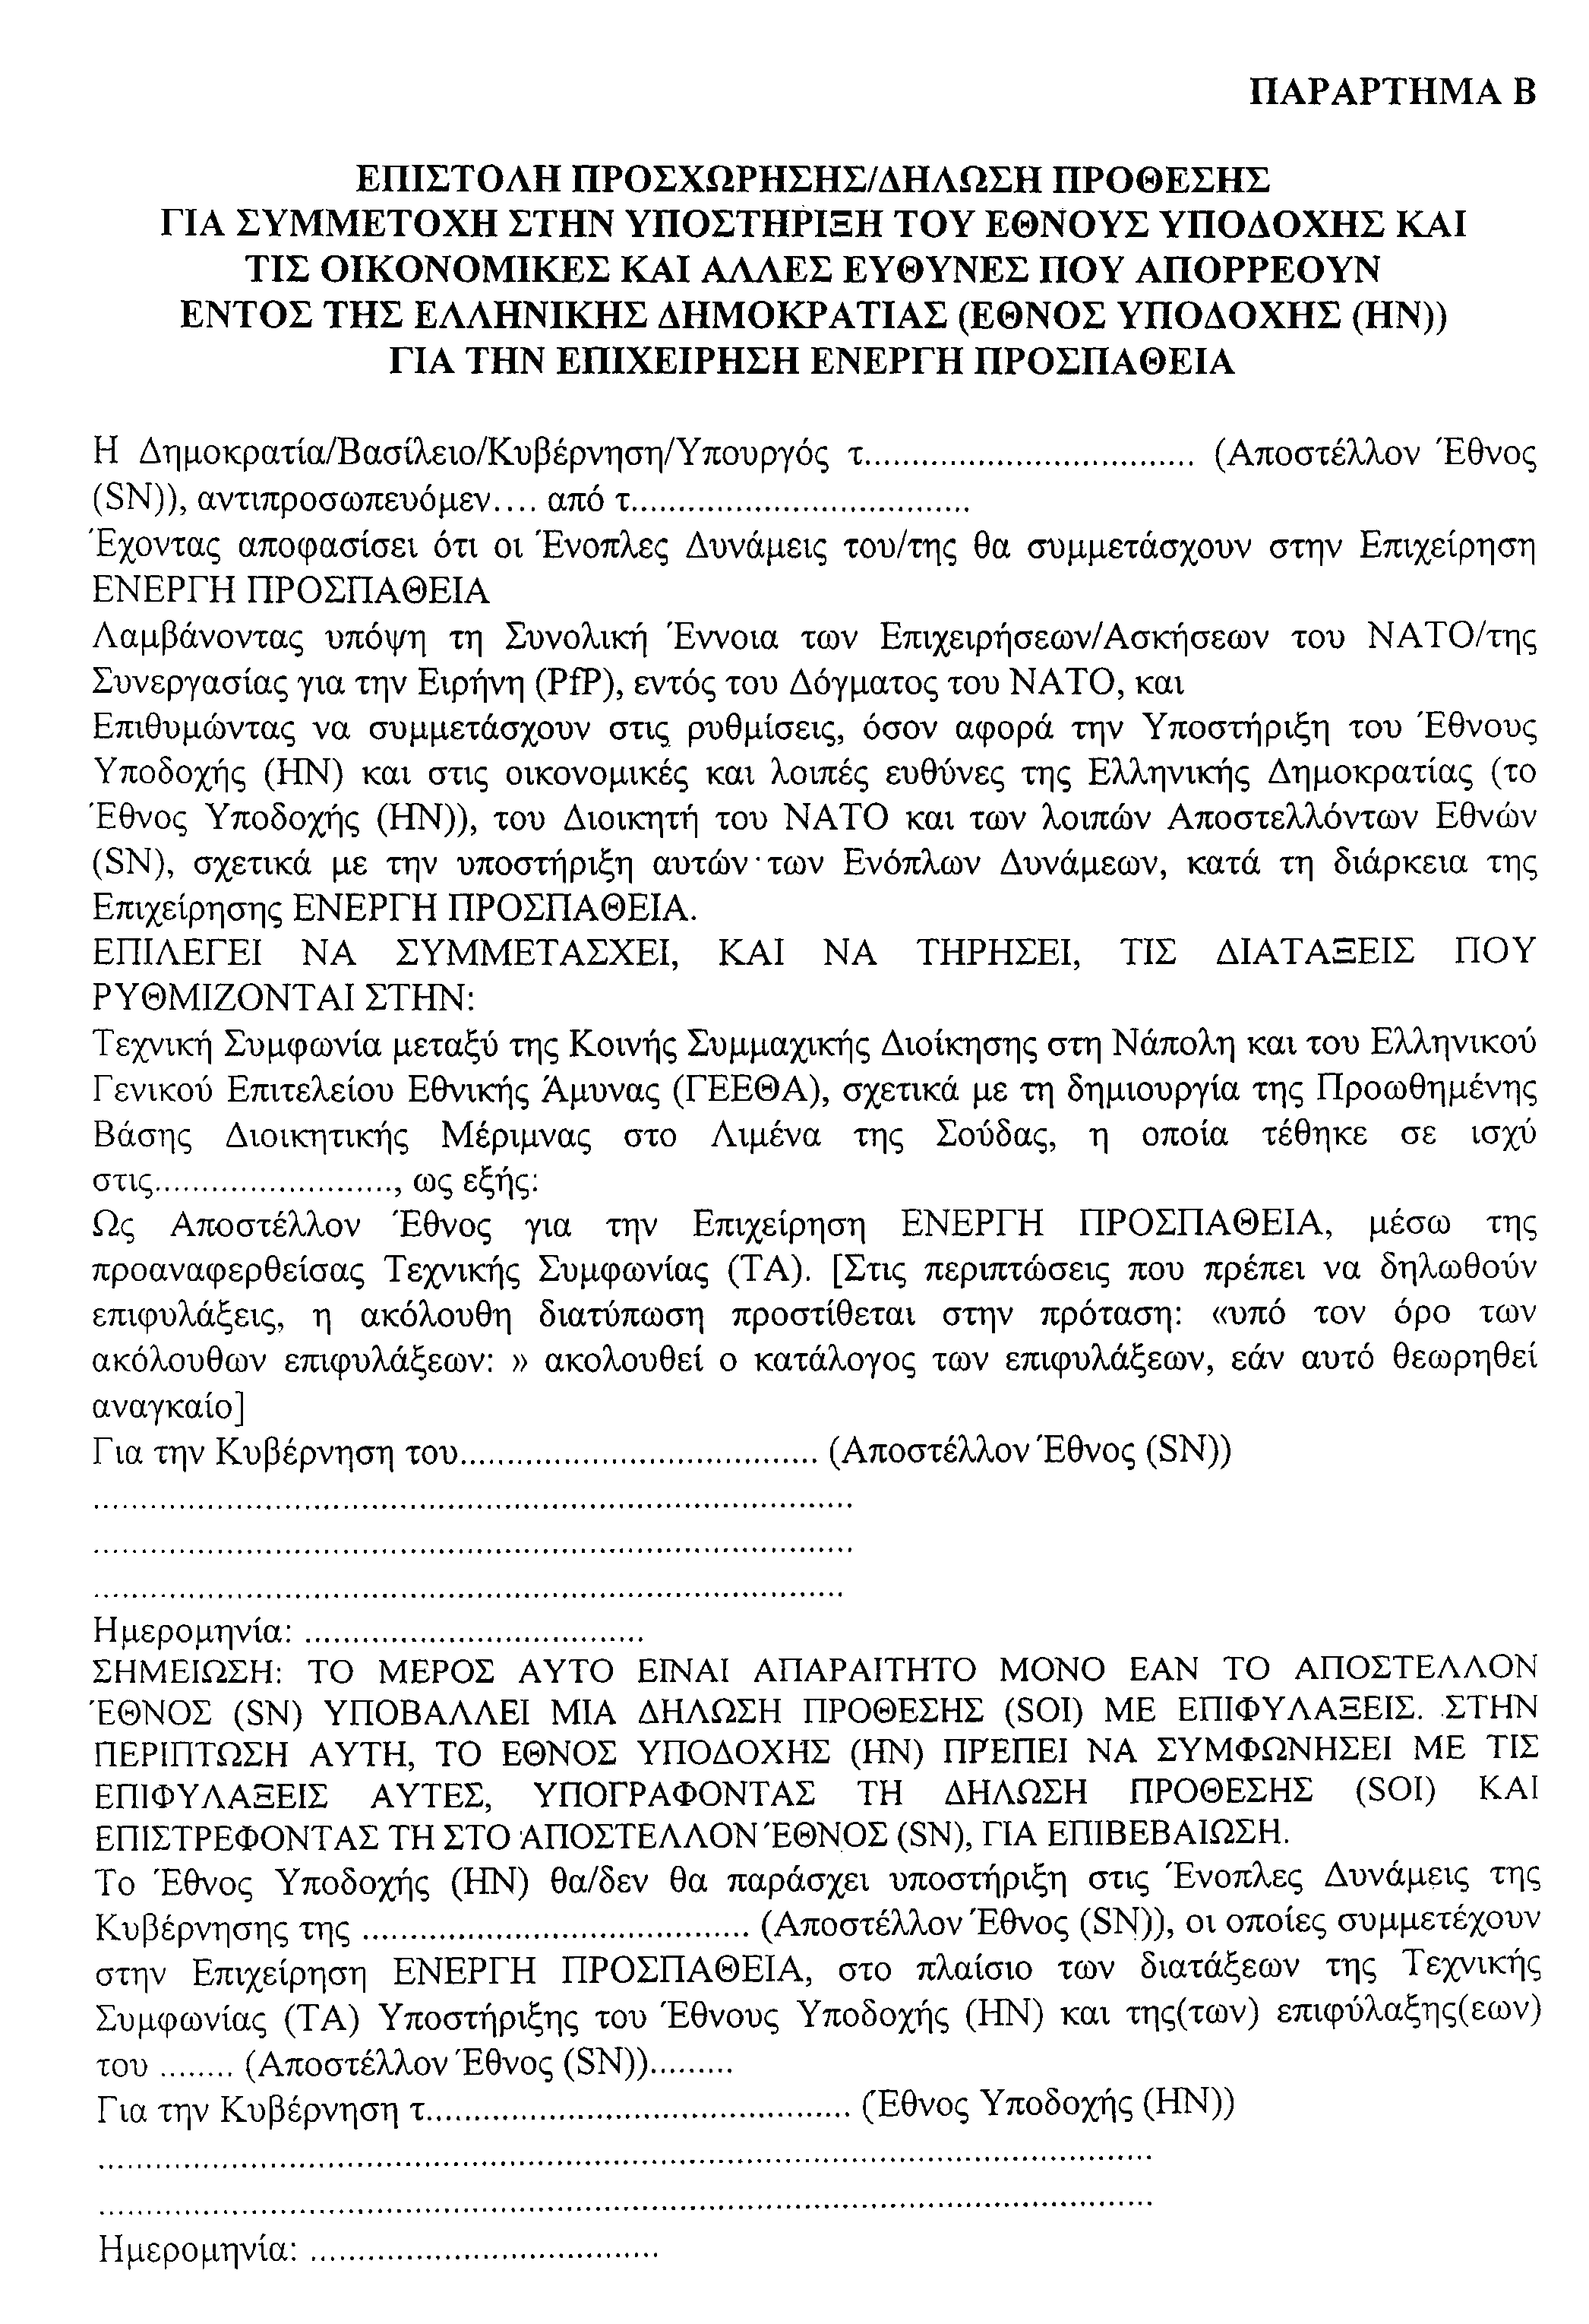 ΠΑΡΑΡΤΗΜΑ Β
ΕΠΙΣΤΟΛΗ ΠΡΟΣΧΩΡΗΣΗΣ/ΔΗΛΩΣΗ ΠΡΟΘΕΣΗΣ
ΓΙΑ ΣΥΜΜΕΤΟΧΗ ΣΤΗΝ ΥΠΟΣΤΗΡΙΞΗ ΤΟΥ ΕΘΝΟΥΣ ΥΠΟΔΟΧΗΣ ΚΑΙ
ΤΙΣ ΟΙΚΟΝΟΜΙΚΕΣ ΚΑΙ ΑΛΛΕΣ ΕΥΘΥΝΕΣ ΠΟΥ ΑΠΟΡΡΕΟΥΝ
ΕΝΤΟΣ ΤΗΣ ΕΛΛΗΝΙΚΗΣ ΔΗΜΟΚΡΑΤΙΑΣ (ΕΘΝΟΣ ΥΠΟΔΟΧΗΣ (HN))
ΓΙΑ ΤΗΝ ΕΠΙΧΕΙΡΗΣΗ ΕΝΕΡΓΗ ΠΡΟΣΠΑΘΕΙΑ
Η Δημοκρατία/Βασίλειο/Κυβέρνηση/Υπουργός τ.................................... (Αποστέλλον Έθνος
(SN)), αντιπροσωπευόμεν.... από τ.....................................
Έχοντας αποφασίσει ότι οι Ένοπλες Δυνάμεις του/της θα συμμετάσχουν στην Επιχείρηση
ΕΝΕΡΓΗ ΠΡΟΣΠΑΘΕΙΑ
Λαμβάνοντας υπόψη τη Συνολική Έννοια των Επιχειρήσεων/Ασκήσεων του ΝΑΤΟ/της
Συνεργασίας για την Ειρήνη (PfP), εντός του Δόγματος του ΝΑΤΟ, και
Επιθυμώντας να συμμετάσχουν στις ρυθμίσεις, όσον αφορά την Υποστήριξη του Έθνους
Υποδοχής (HN) και στις οικονομικές και λοιπές ευθύνες της Ελληνικής Δημοκρατίας (το
Έθνος Υποδοχής (HN)), του Διοικητή του ΝΑΤΟ και των λοιπών Αποστελλόντων Εθνών
(SN), σχετικά με την υποστήριξη αυτών των Ενόπλων Δυνάμεων, κατά τη διάρκεια της
Επιχείρησης ΕΝΕΡΓΗ ΠΡΟΣΠΑΘΕΙΑ.
ΕΠΙΛΕΓΕΙ ΝΑ ΣΥΜΜΕΤΑΣΧΕΙ, ΚΑΙ ΝΑ ΤΗΡΗΣΕΙ, ΤΙΣ ΔΙΑΤΑΞΕΙΣ ΠΟΥ
ΡΥΘΜΙΖΟΝΤΑΙ ΣΤΗΝ:
Τεχνική Συμφωνία μεταξύ της Κοινής Συμμαχικής Διοίκησης στη Νάπολη και του Ελληνικού
Γενικού Επιτελείου Εθνικής Άμυνας (ΓΕΕΘΑ), σχετικά με τη δημιουργία της Προωθημένης
Βάσης Διοικητικής Μέριμνας στο Λιμένα της Σούδας, η οποία τέθηκε σε ισχύ
στις.........................., ως εξής:
Ως Αποστέλλον Έθνος για την Επιχείρηση ΕΝΕΡΓΗ ΠΡΟΣΠΑΘΕΙΑ, μέσω της
προαναφερθείσας Τεχνικής Συμφωνίας (ΤΑ). [Στις περιπτώσεις που πρέπει να δηλωθούν
επιφυλάξεις, η ακόλουθη διατύπωση προστίθεται στην πρόταση: «υπό τον όρο των
ακόλουθων επιφυλάξεων: » ακολουθεί ο κατάλογος των επιφυλάξεων, εάν αυτό θεωρηθεί
αναγκαίο]
Για την Κυβέρνηση του....................................... (Αποστέλλον Έθνος (SN))
..................................................................................
..................................................................................
.................................................................................
Ημερομηνία: .....................................
ΣΗΜΕΙΩΣΗ: ΤΟ ΜΕΡΟΣ ΑΥΤΟ ΕΙΝΑΙ ΑΠΑΡΑΙΤΗΤΟ ΜΟΝΟ ΕΑΝ ΤΟ ΑΠΟΣΤΕΛΛΟΝ
ΈΘΝΟΣ (SN) ΥΠΟΒΑΛΛΕΙ ΜΙΑ ΔΗΛΩΣΗ ΠΡΟΘΕΣΗΣ (SOI) ΜΕ ΕΠΙΦΥΛΑΞΕΙΣ. ΣΤΗΝ
ΠΕΡΙΠΤΩΣΗ ΑΥΤΗ, ΤΟ ΕΘΝΟΣ ΥΠΟΔΟΧΗΣ (HN) ΠΡΈΠΕΙ ΝΑ ΣΥΜΦΩΝΗΣΕΙ ΜΕ ΤΙΣ
ΕΠΙΦΥΛΑΞΕΙΣ ΑΥΤΕΣ, ΥΠΟΓΡΑΦΟΝΤΑΣ ΤΗ ΔΗΛΩΣΗ ΠΡΟΘΕΣΗΣ (SOI) ΚΑΙ
ΕΠΙΣΤΡΕΦΟΝΤΑΣ ΤΗ ΣΤΟ ΑΠΟΣΤΕΛΛΟΝ ΈΘΝΟΣ (SN), ΓΙΑ ΕΠΙΒΕΒΑΙΩΣΗ.
Το Έθνος Υποδοχής (HN) θα/δεν θα παράσχει υποστήριξη στις Ένοπλες Δυνάμεις της
Κυβέρνησης της .......................................... (Αποστέλλον Έθνος (SN)), οι οποίες συμμετέχουν
στην Επιχείρηση ΕΝΕΡΓΗ ΠΡΟΣΠΑΘΕΙΑ, στο πλαίσιο των διατάξεων της Τεχνικής
Συμφωνίας (ΤΑ) Υποστήριξης του Έθνους Υποδοχής (HN) και της(των) επιφύλαξης(εων)
του ........ (Αποστέλλον Έθνος (SN)).........
Για την Κυβέρνηση τ.............................................. (Έθνος Υποδοχής (HN))
..................................................................................................................
..................................................................................................................
Ημερομηνία: ......................................